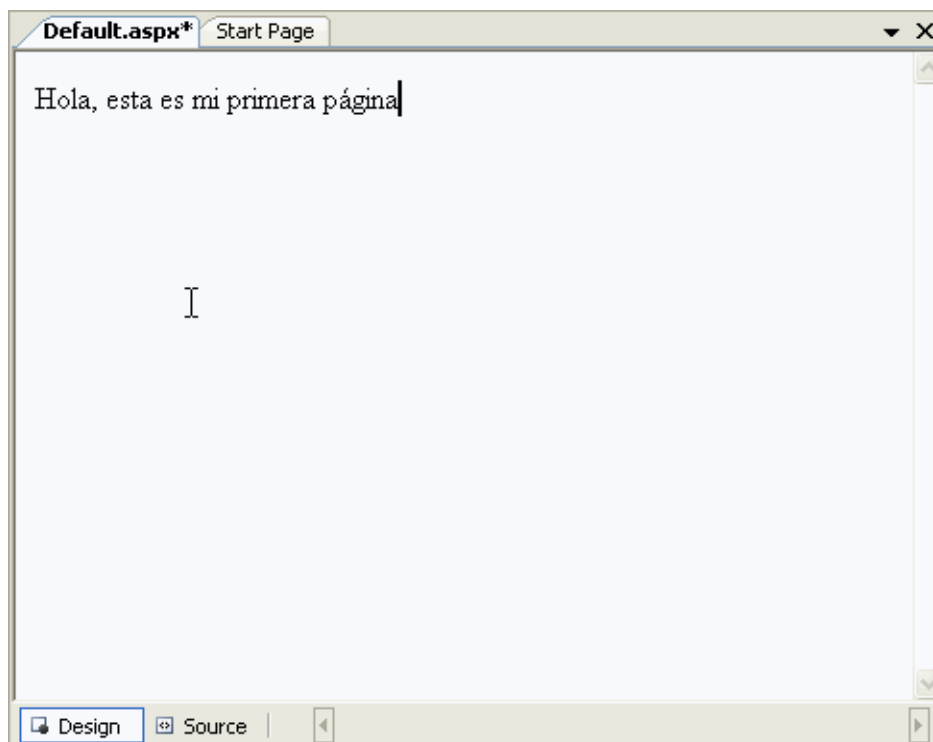 Default.aspx* Start Page
Hola, esta es mi primera página
Design Source